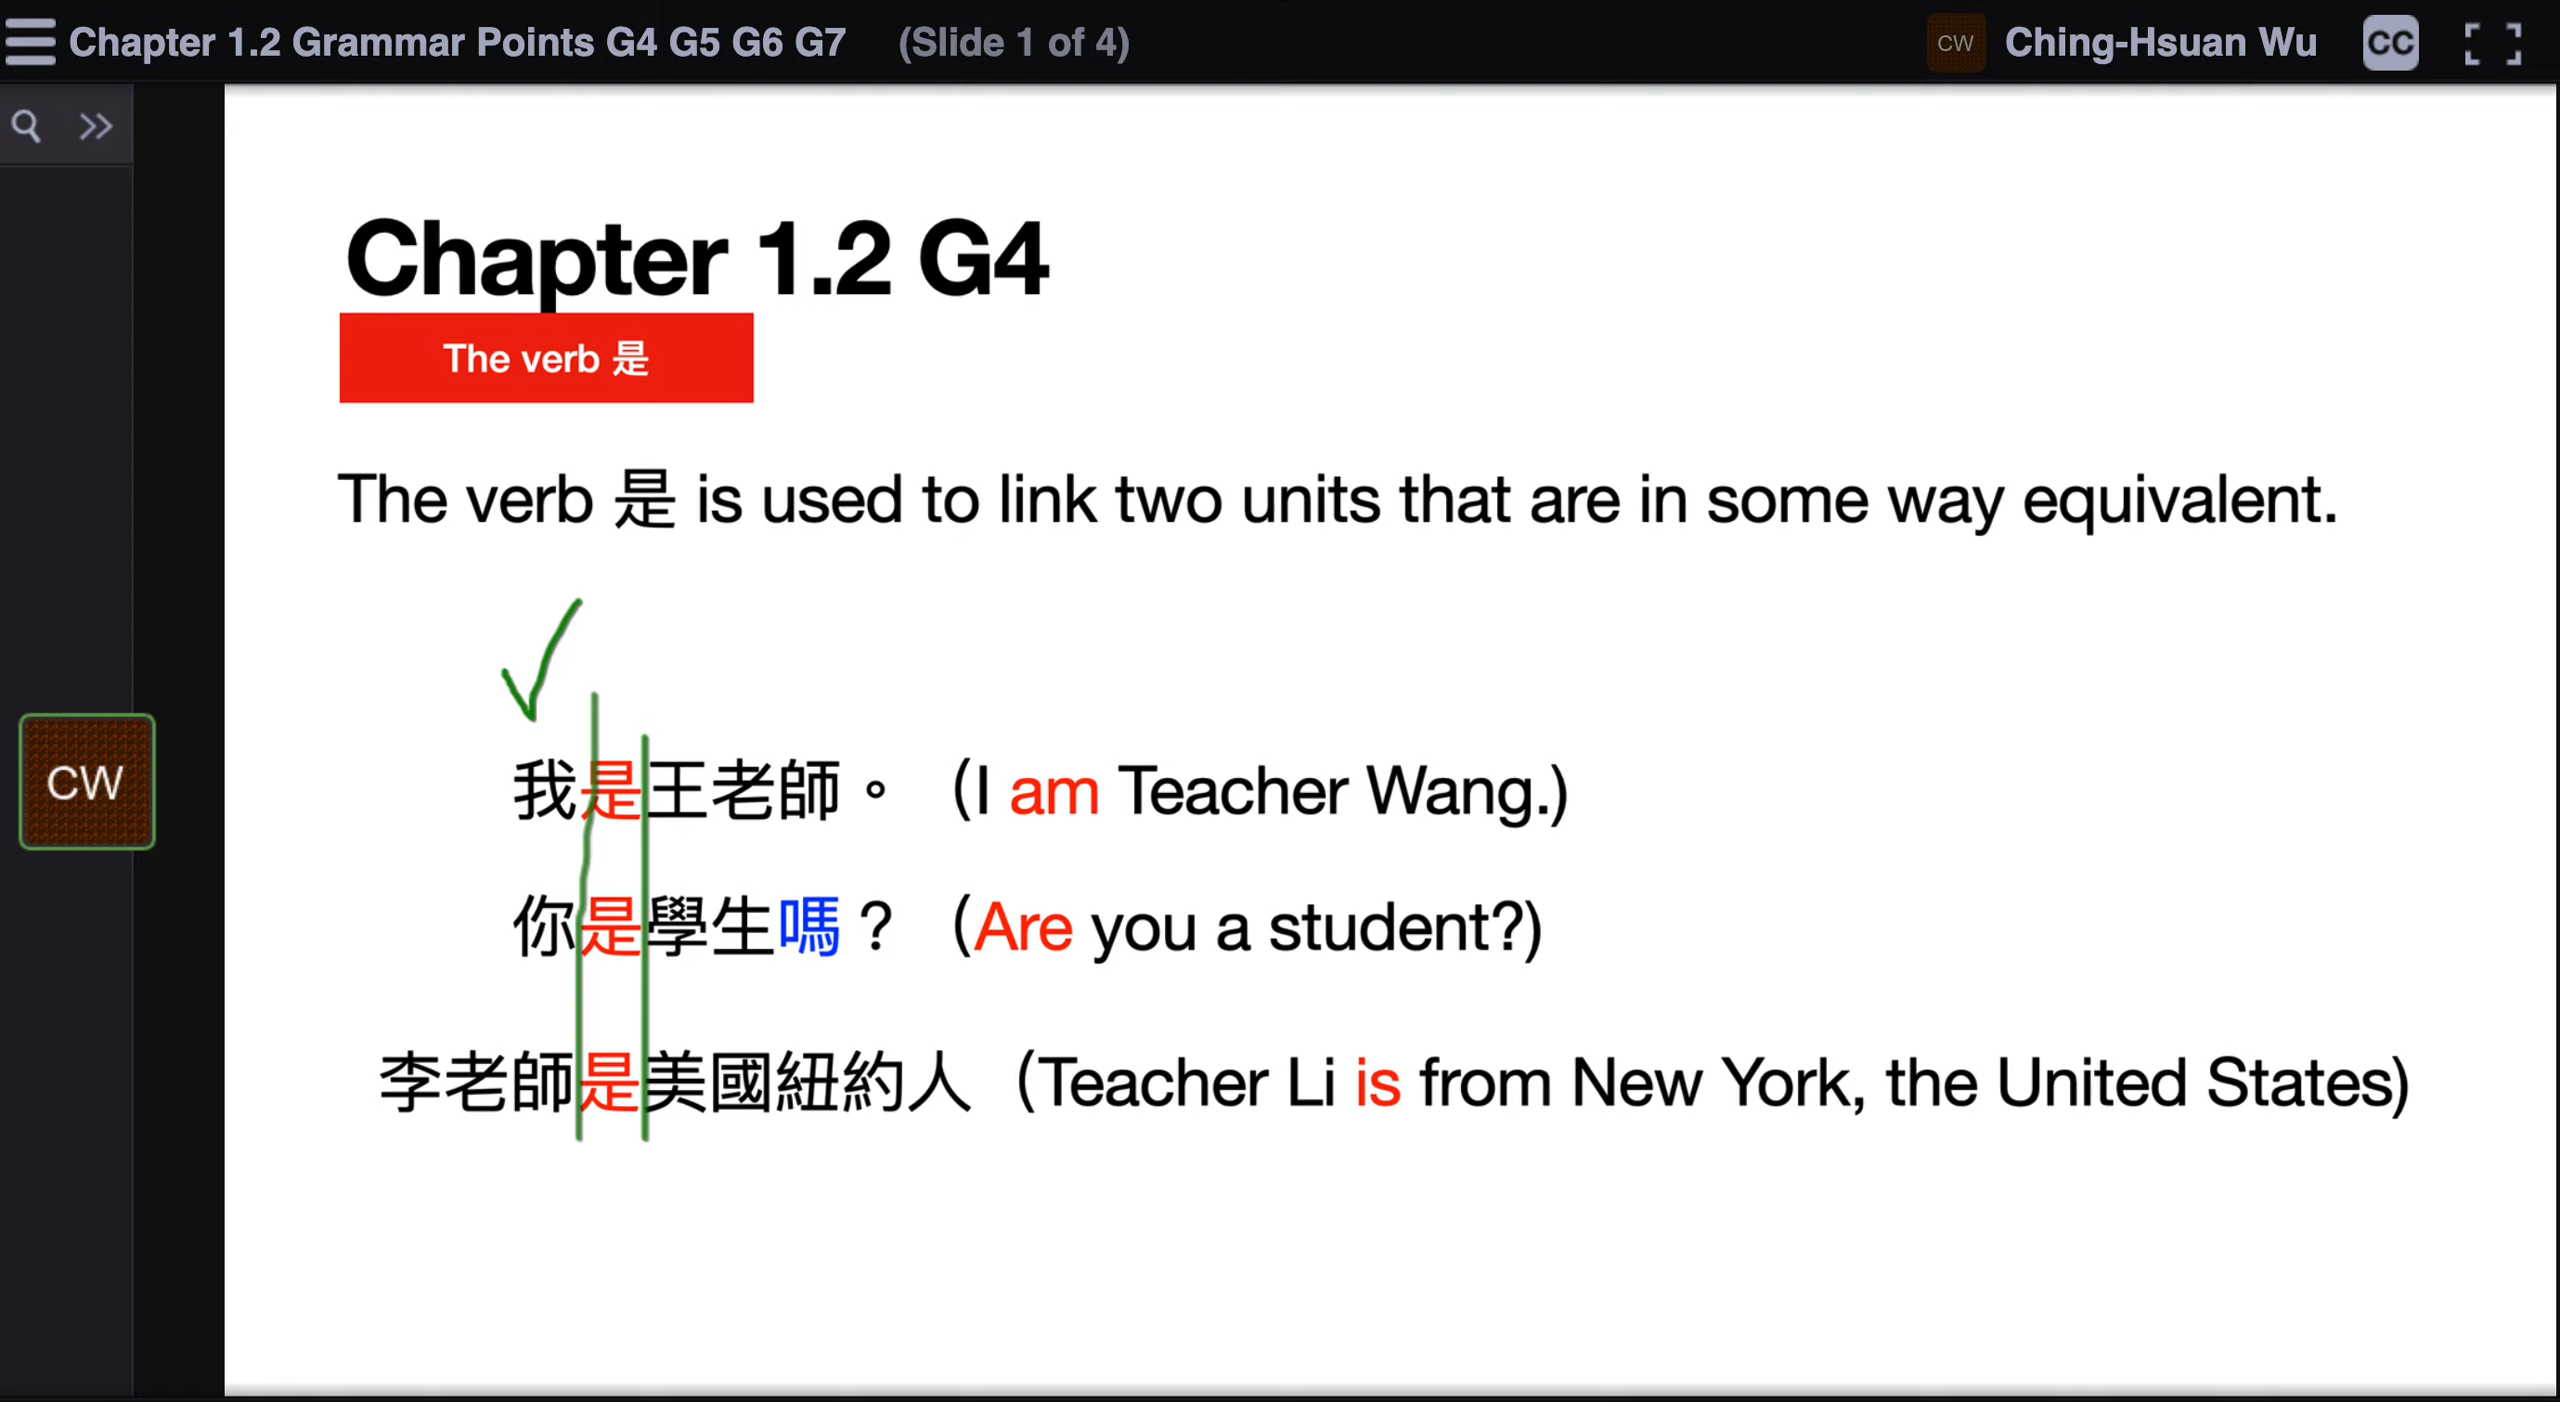 Chapter 1.2 Grammar Points G4 G5 G6 G7 (Slide 1 of 4)
CW Ching-Hsuan Wu CC
Chapter 1.2 G4
The verb 是
The verb 是 is used to link two units that are in some way equivalent.
CW
我是王老師。 (I am Teacher Wang.)
你是學生嗎？ (Are you a student?)
李老師是美國紐約人 (Teacher Li is from New York, the United States)